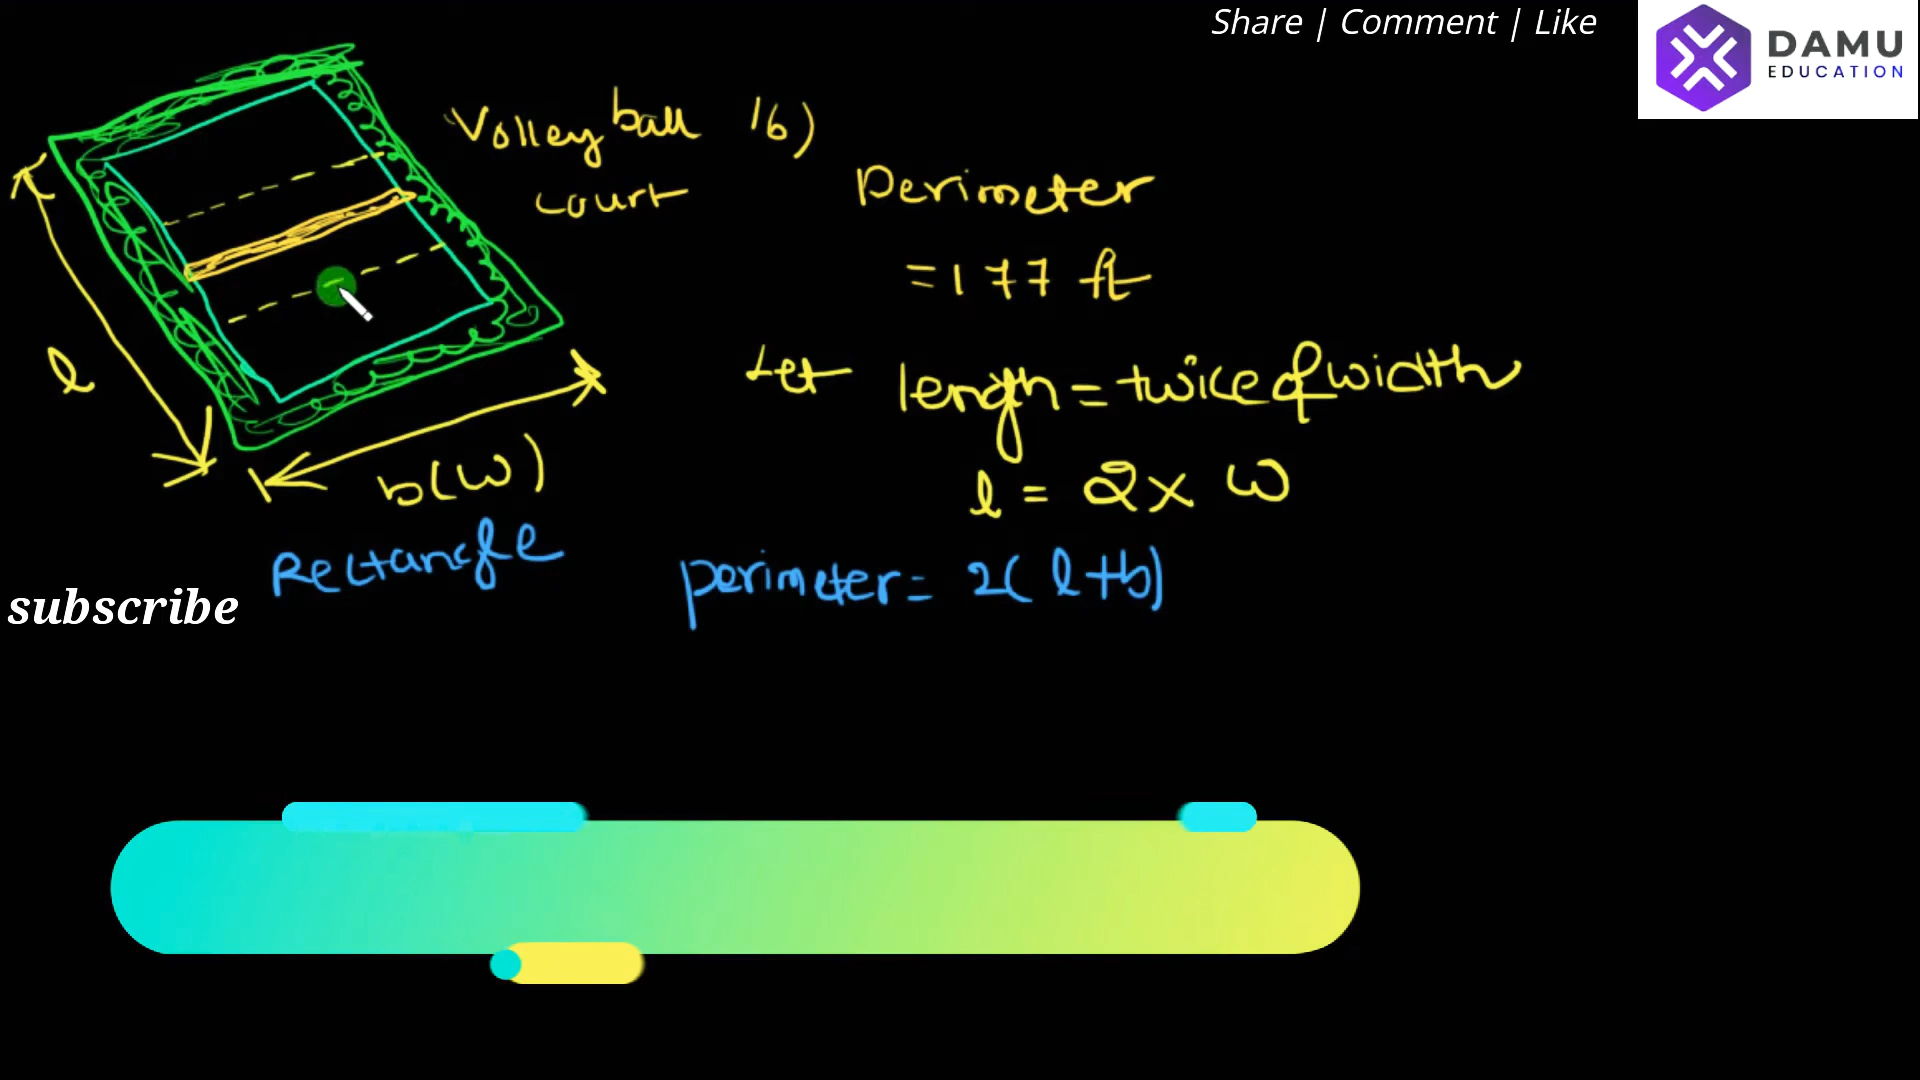 Share | Comment | Like
DAMU
EDUCATION
Volleyball 16)
court
Perimeter
= 177 ft
Let length = twice of width
l
l = 2 x w
b(w)
Rectangle
perimeter = 2( l+b)
subscribe